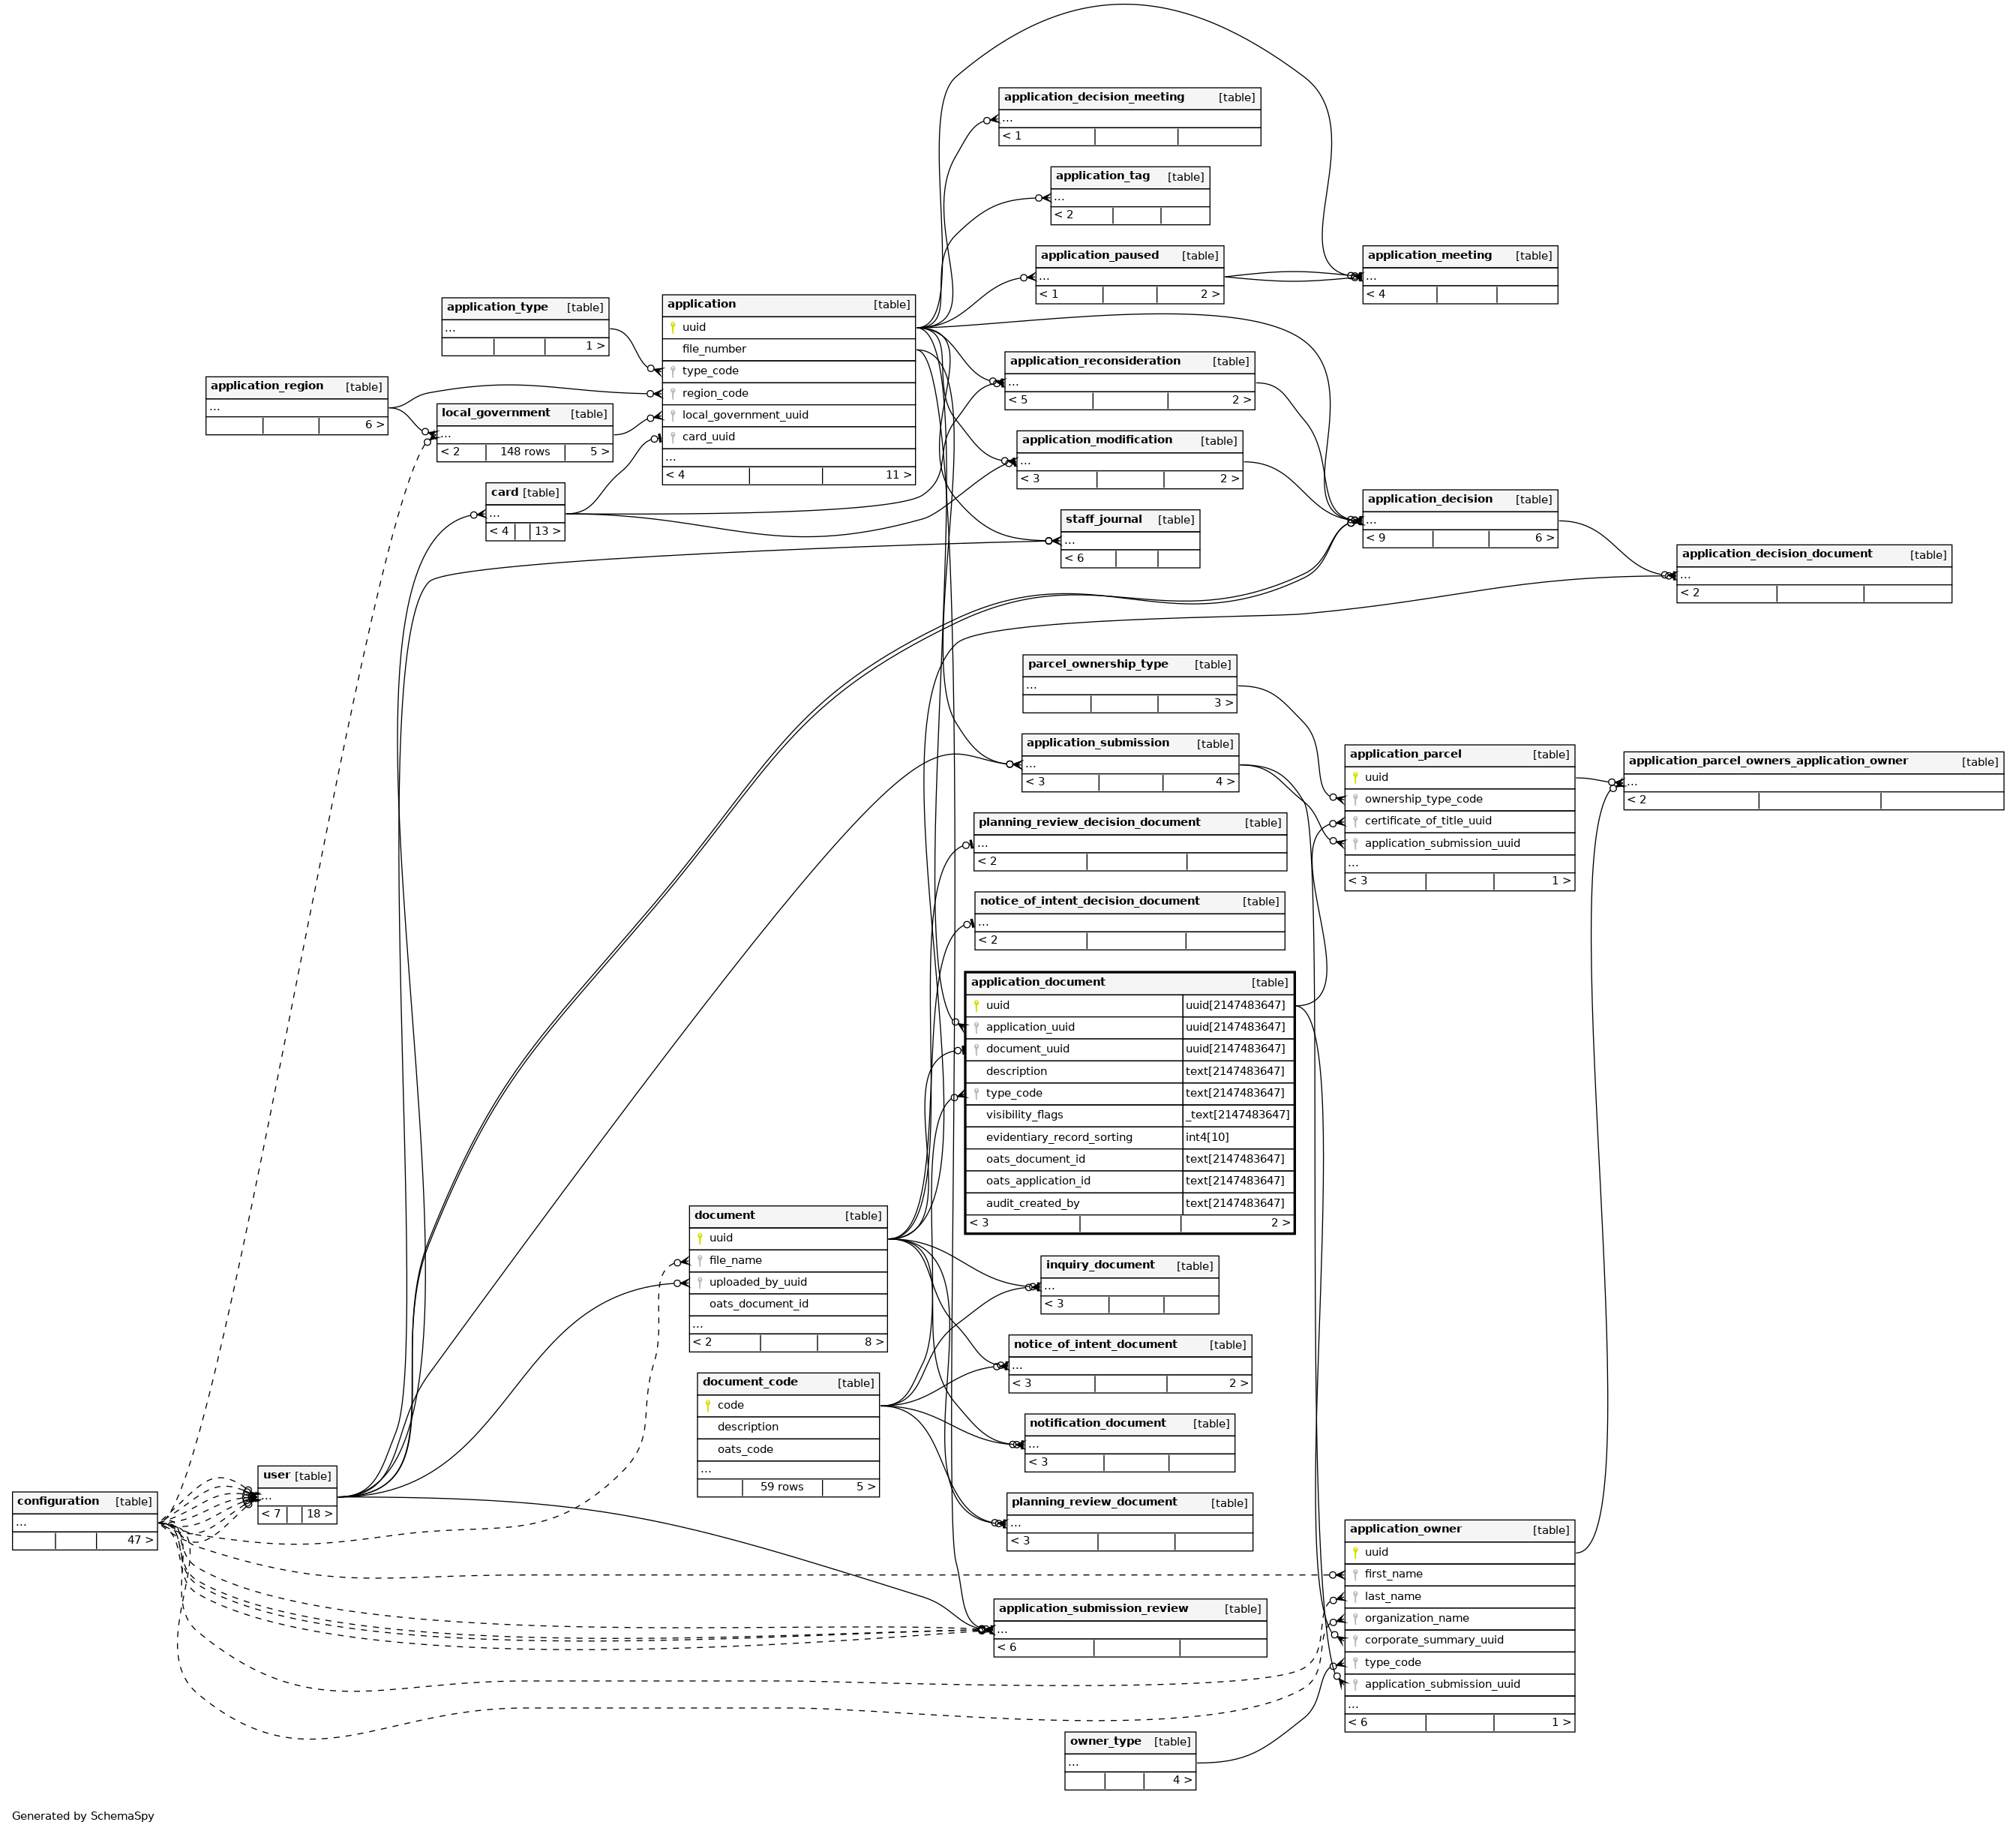 application_decision_meeting [table]
...
< 1
application_tag [table]
...
< 2
application_paused [table]
...
< 1 2 >
application_meeting [table]
...
< 4
application_type [table]
...
1 >
application [table]
uuid
file_number
type_code
region_code
local_government_uuid
card_uuid
...
< 4 11 >
application_region [table]
...
6 >
local_government [table]
...
< 2 148 rows 5 >
card [table]
...
< 4 13 >
application_reconsideration [table]
...
< 5 2 >
application_modification [table]
...
< 3 2 >
staff_journal [table]
...
< 6
application_decision [table]
...
< 9 6 >
application_decision_document [table]
...
< 2
parcel_ownership_type [table]
...
3 >
application_submission [table]
...
< 3 4 >
application_parcel [table]
uuid
ownership_type_code
certificate_of_title_uuid
application_submission_uuid
...
< 3 1 >
application_parcel_owners_application_owner [table]
...
< 2
planning_review_decision_document [table]
...
< 2
notice_of_intent_decision_document [table]
...
< 2
application_document [table]
uuid uuid[2147483647]
application_uuid uuid[2147483647]
document_uuid uuid[2147483647]
description text[2147483647]
type_code text[2147483647]
visibility_flags _text[2147483647]
evidentiary_record_sorting int4[10]
oats_document_id text[2147483647]
oats_application_id text[2147483647]
audit_created_by text[2147483647]
< 3 2 >
document [table]
uuid
file_name
uploaded_by_uuid
oats_document_id
...
< 2 8 >
document_code [table]
code
description
oats_code
...
59 rows 5 >
inquiry_document [table]
...
< 3
notice_of_intent_document [table]
...
< 3 2 >
notification_document [table]
...
< 3
planning_review_document [table]
...
< 3
user [table]
...
< 7 18 >
configuration [table]
...
47 >
application_submission_review [table]
...
< 6
application_owner [table]
uuid
first_name
last_name
organization_name
corporate_summary_uuid
type_code
application_submission_uuid
...
< 6 1 >
owner_type [table]
...
4 >
Generated by SchemaSpy